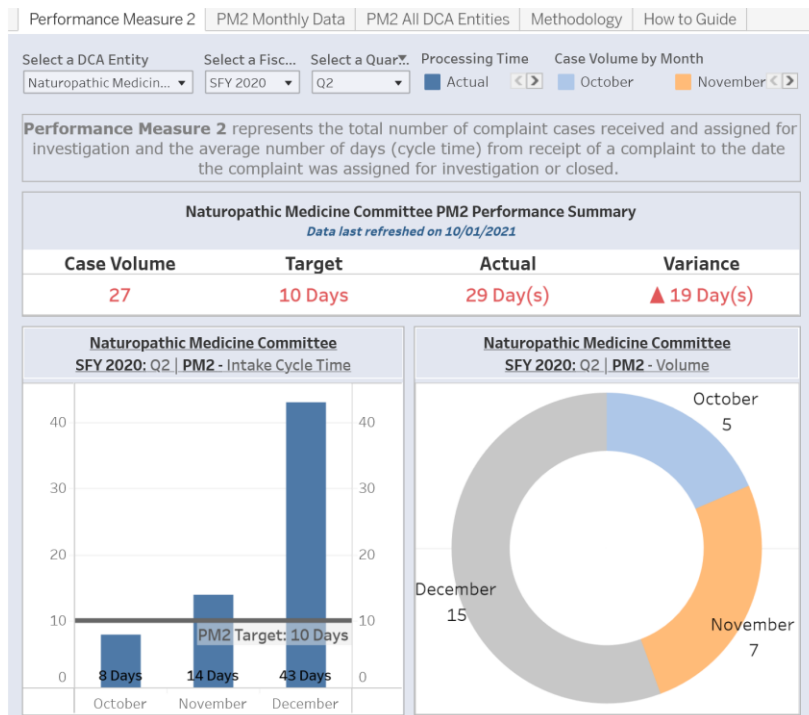 Performance Measure 2 PM2 Monthly Data PM2 All DCA Entities Methodology How to Guide
Select a DCA Entity Select a Fisc... Select a Quar... Processing Time Case Volume by Month
Naturopathic Medicin... SFY 2020 Q2 Actual October November
Performance Measure 2 represents the total number of complaint cases received and assigned for
investigation and the average number of days (cycle time) from receipt of a complaint to the date
the complaint was assigned for investigation or closed.
Naturopathic Medicine Committee PM2 Performance Summary
Data last refreshed on 10/01/2021
Case Volume Target Actual Variance
27 10 Days 29 Day(s) ▲ 19 Day(s)
Naturopathic Medicine Committee
SFY 2020: Q2 | PM2 - Intake Cycle Time
40 40
30 30
20 20
10 10
PM2 Target: 10 Days
0 8 Days 14 Days 43 Days 0
October November December
Naturopathic Medicine Committee
SFY 2020: Q2 | PM2 - Volume
October
5
December
15
November
7